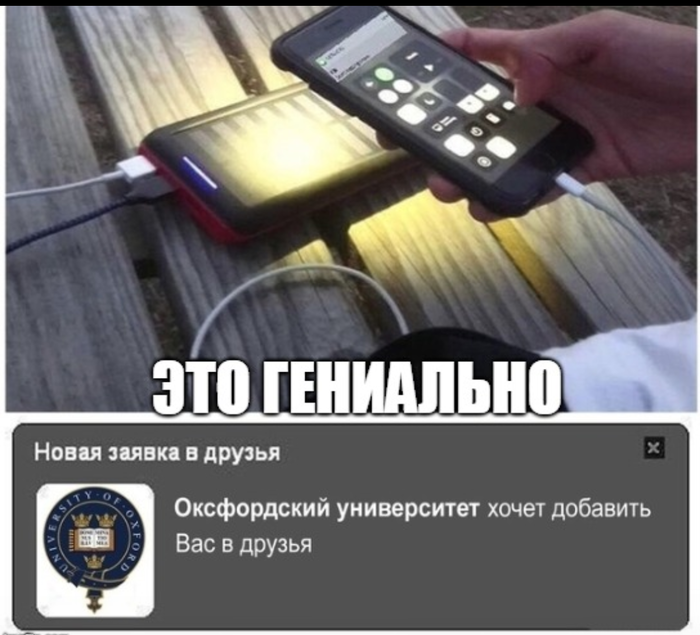 ЭТО ГЕНИАЛЬНО
Новая заявка в друзья
Оксфордский университет хочет добавить
Вас в друзья
UNIVERSITY OF OXFORD